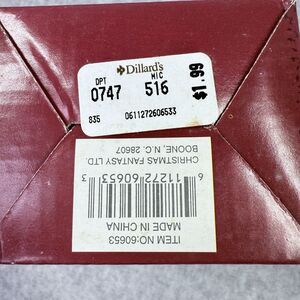 Dillard's
DPT MIC
0747 516
$1.99
835 0611272606533
ITEM NO:60653
MADE IN CHINA
6 11272 60653 3
CHRISTMAS FANTASY LTD.
BOONE, N.C. 28607